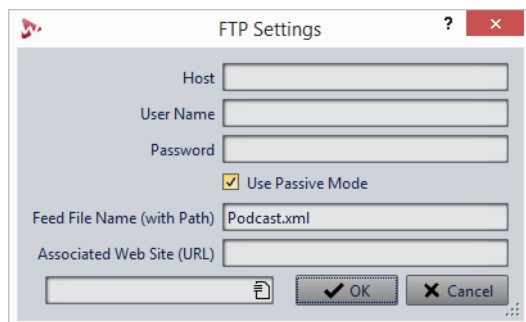 FTP Settings
?
Host
User Name
Password
Use Passive Mode
Feed File Name (with Path) Podcast.xml
Associated Web Site (URL)
OK Cancel